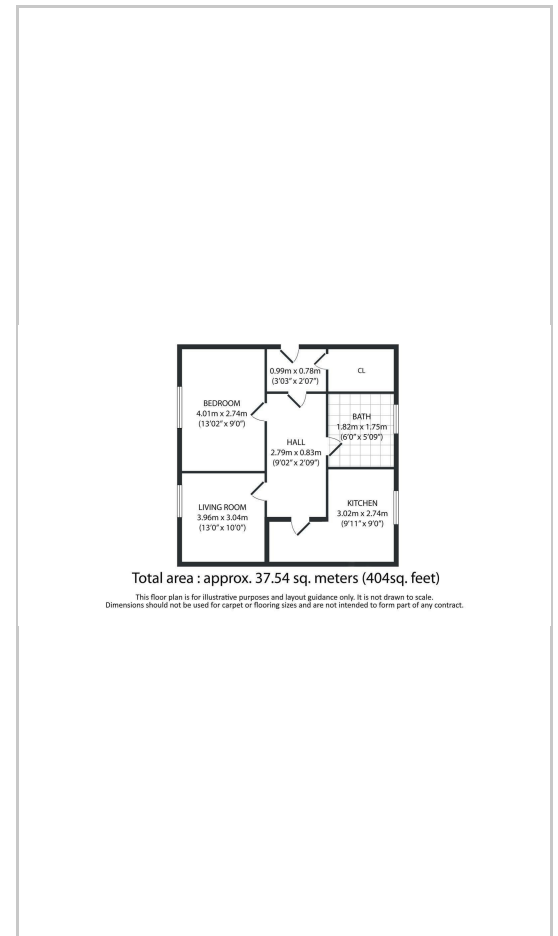 0.99m x 0.78m
(3'03" x 2'07")
CL
BEDROOM
4.01m x 2.74m
(13'02" x 9'0")
BATH
1.82m x 1.75m
(6'0" x 5'09")
HALL
2.79m x 0.83m
(9'02" x 2'09")
LIVING ROOM
3.96m x 3.04m
(13'0" x 10'0")
KITCHEN
3.02m x 2.74m
(9'11" x 9'0")
Total area : approx. 37.54 sq. meters (404sq. feet)
This floor plan is for illustrative purposes and layout guidance only. It is not drawn to scale.
Dimensions should not be used for carpet or flooring sizes and are not intended to form part of any contract.